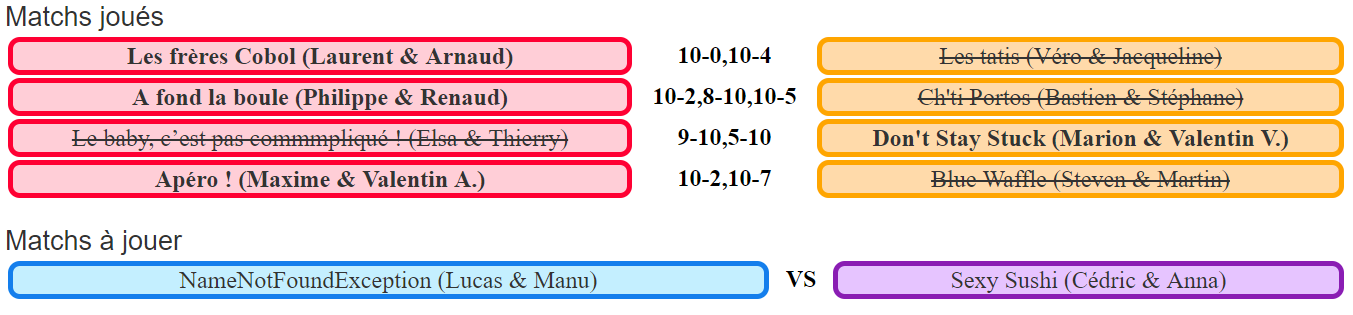 Matchs joués
Les frères Cobol (Laurent & Arnaud) 10-0,10-4 Les tatis (Véro & Jacqueline)
A fond la boule (Philippe & Renaud) 10-2,8-10,10-5 Ch'ti Portos (Bastien & Stéphane)
Le baby, c’est pas commmpliqué ! (Elsa & Thierry) 9-10,5-10 Don't Stay Stuck (Marion & Valentin V.)
Apéro ! (Maxime & Valentin A.) 10-2,10-7 Blue Waffle (Steven & Martin)
Matchs à jouer
NameNotFoundException (Lucas & Manu) VS Sexy Sushi (Cédric & Anna)